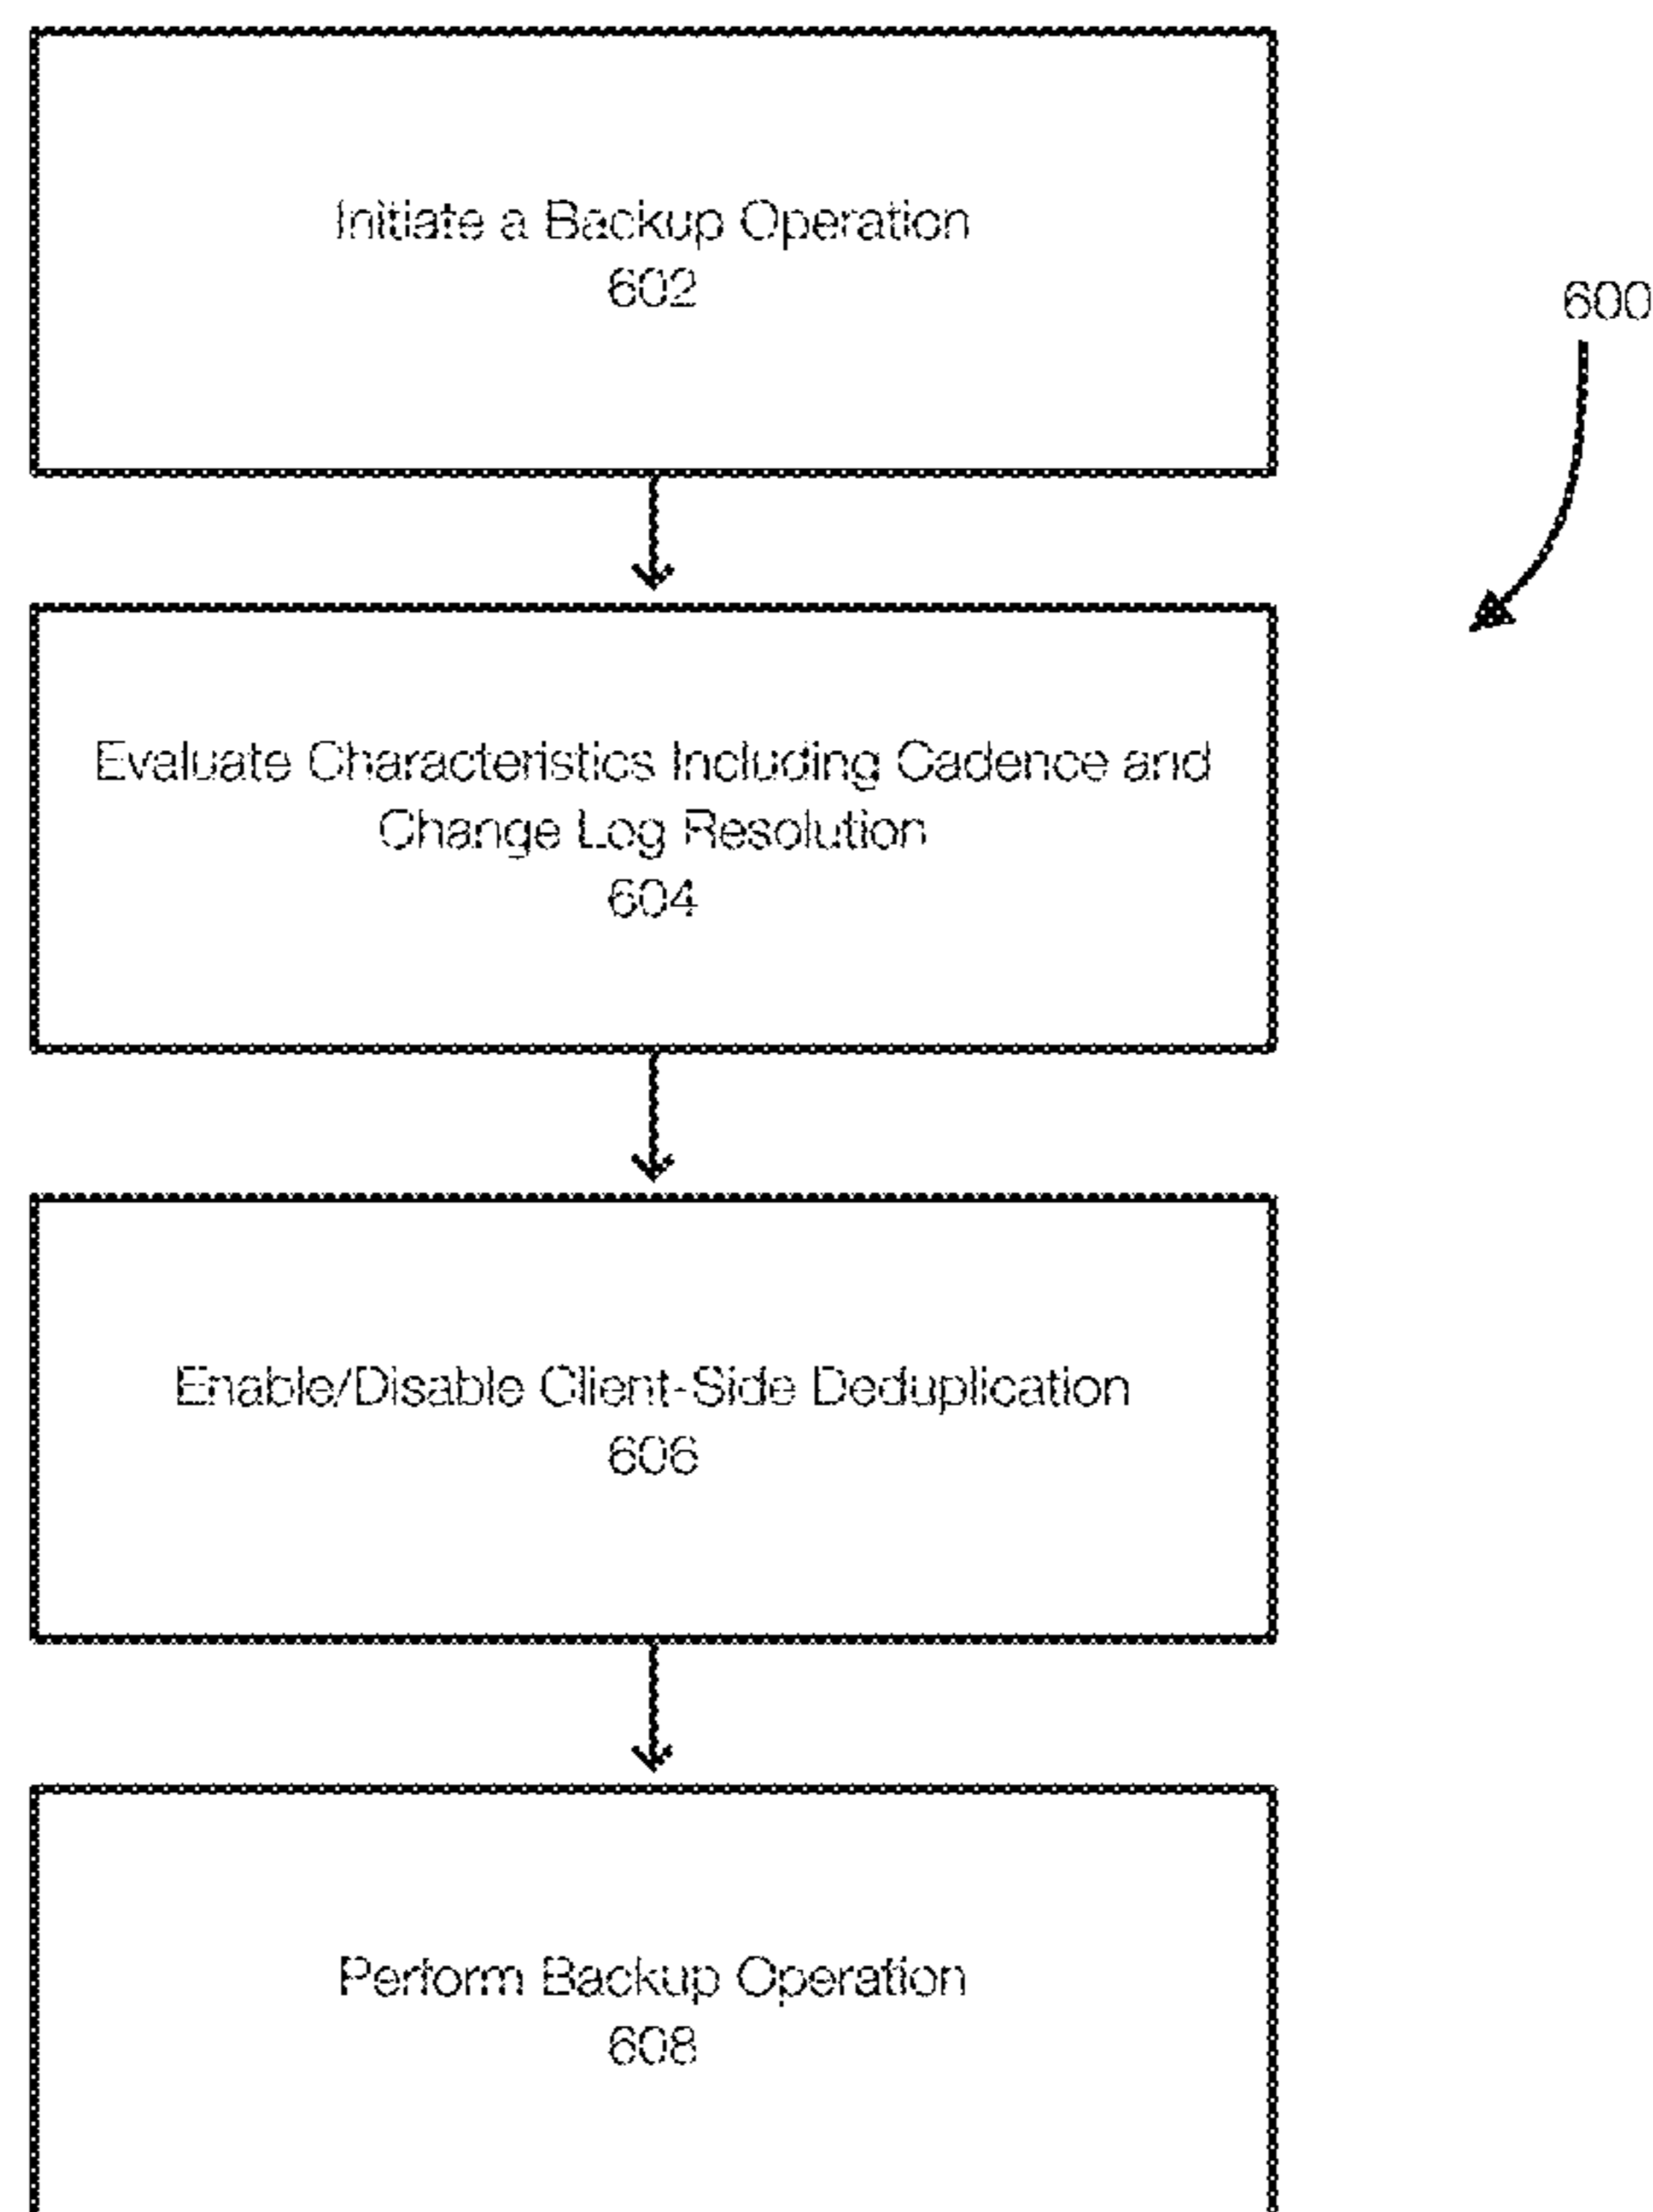 Initiate a Backup Operation
602
600
Evaluate Characteristics Including Cadence and
Change Log Resolution
604
Enable/Disable Client-Side Deduplication
606
Perform Backup Operation
608